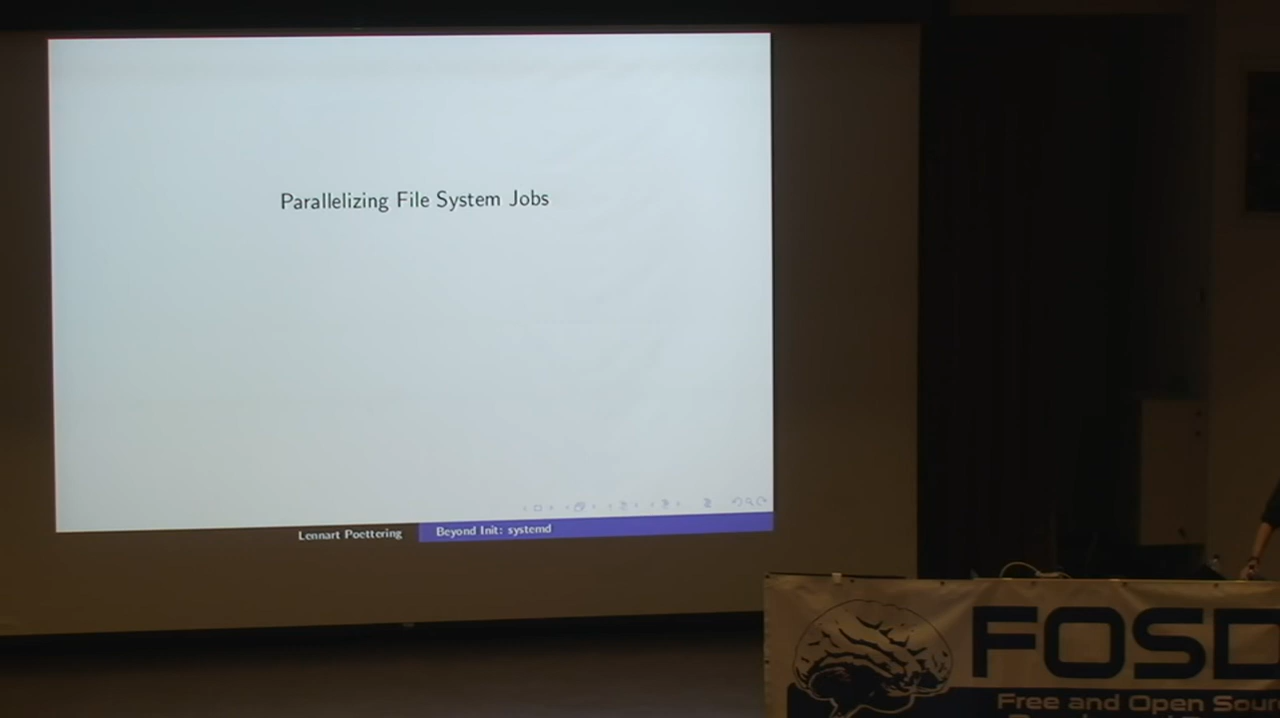 Parallelizing File System Jobs
Lennart Poettering
Beyond Init: systemd
FOSD
Free and Open Sour